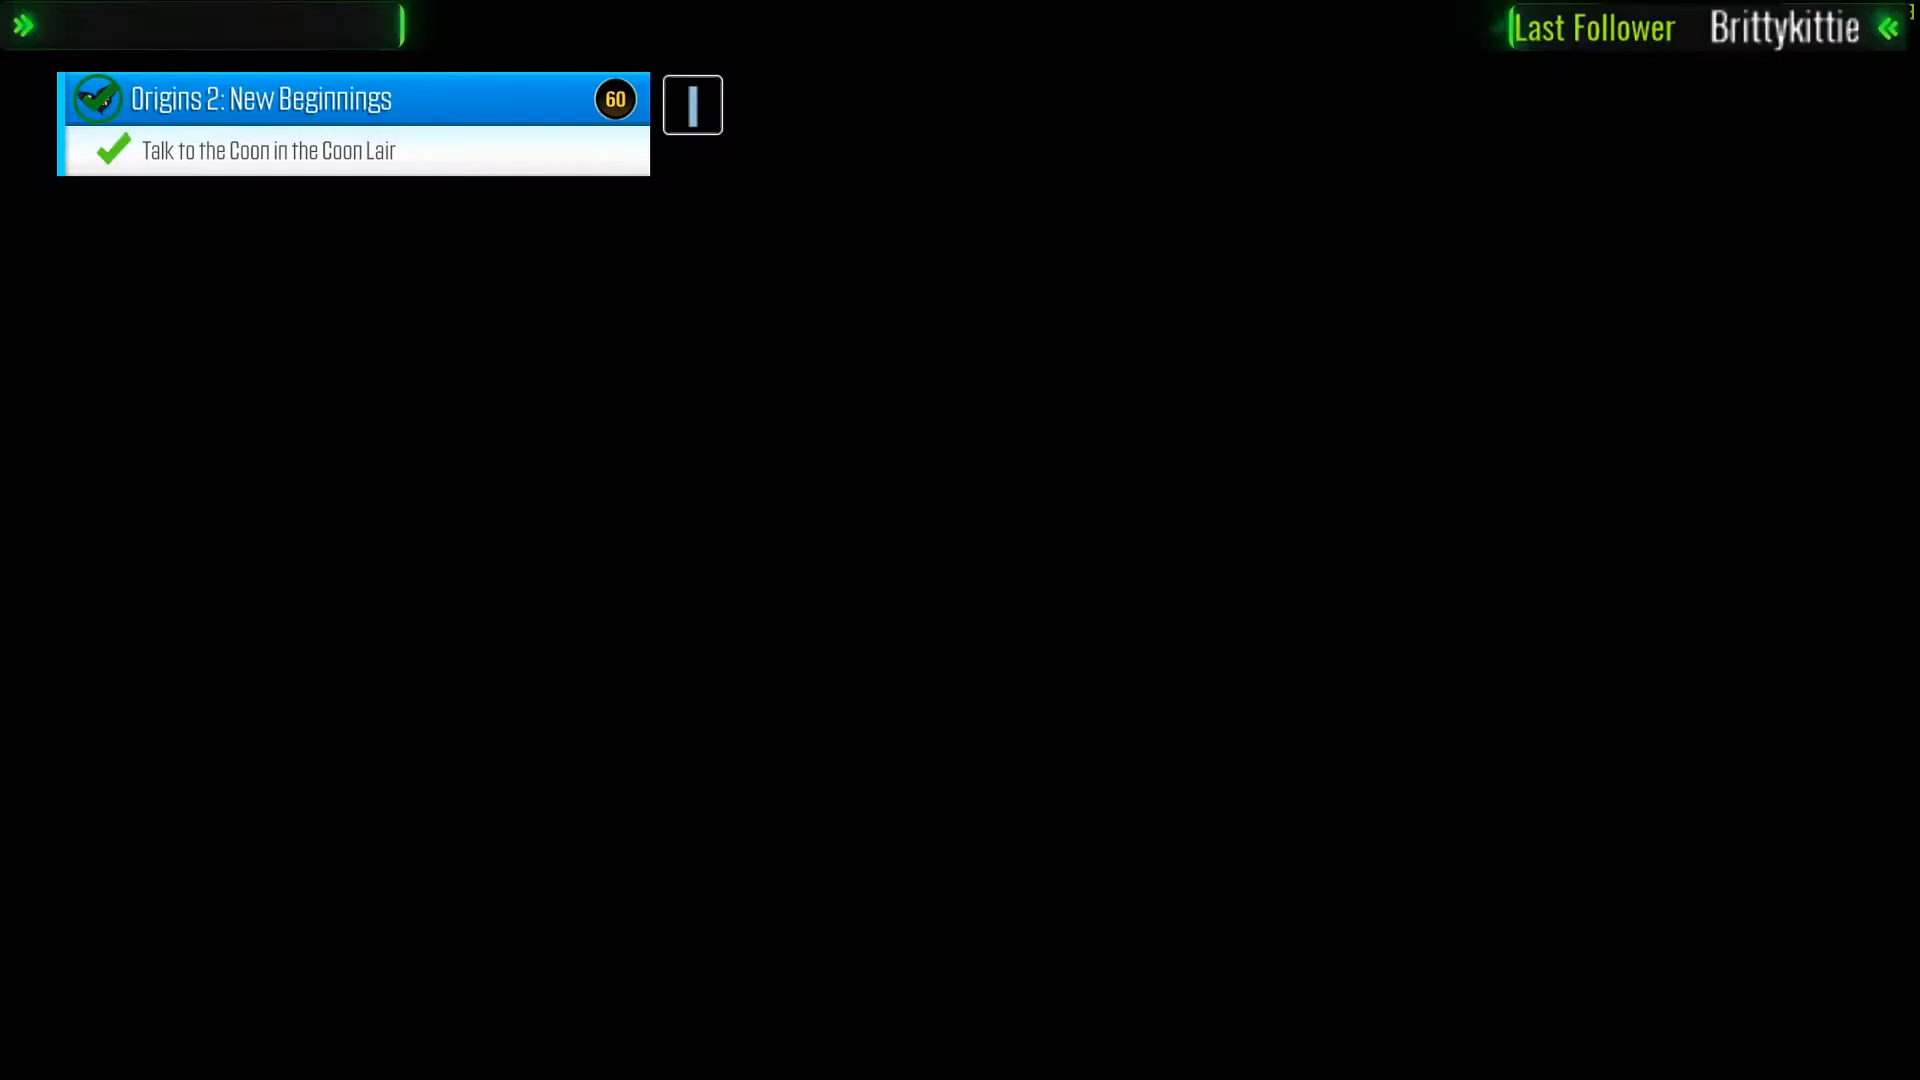 Last Follower Brittykittie
Origins 2: New Beginnings 60
Talk to the Coon in the Coon Lair